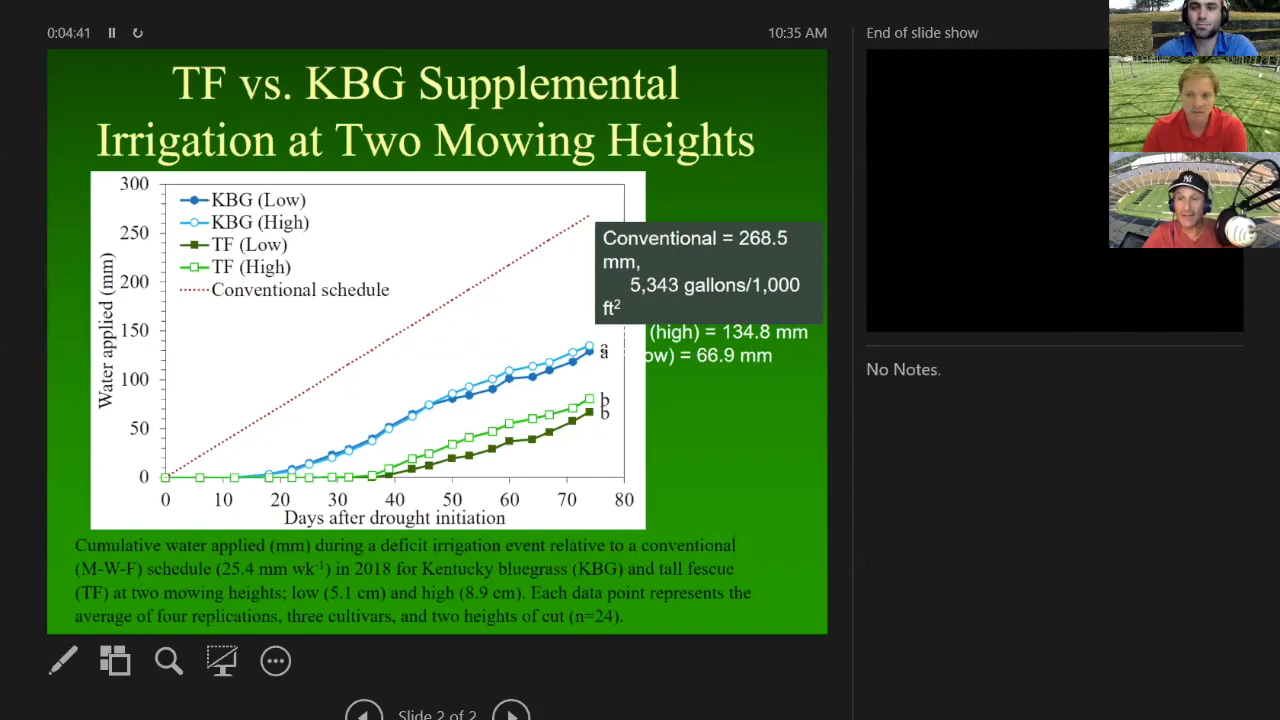 0:04:41
10:35 AM
End of slide show
TF vs. KBG Supplemental
Irrigation at Two Mowing Heights
300
250
200
150
100
50
0
Water applied (mm)
KBG (Low)
KBG (High)
TF (Low)
TF (High)
Conventional schedule
Conventional = 268.5
mm,
5,343 gallons/1,000
ft²
(high) = 134.8 mm
ow) = 66.9 mm
a
a
b
b
0 10 20 30 40 50 60 70 80
Days after drought initiation
Cumulative water applied (mm) during a deficit irrigation event relative to a conventional
(M-W-F) schedule (25.4 mm wk⁻¹) in 2018 for Kentucky bluegrass (KBG) and tall fescue
(TF) at two mowing heights; low (5.1 cm) and high (8.9 cm). Each data point represents the
average of four replications, three cultivars, and two heights of cut (n=24).
No Notes.
Slide 2 of 2